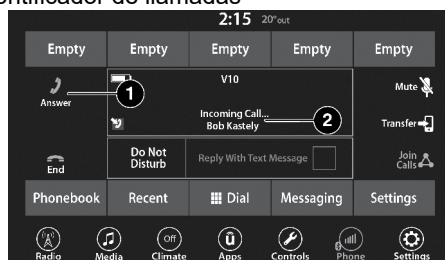 ntificador de llamadas
2:15 20°out
Empty Empty Empty Empty Empty
V10
Answer 1 Mute
Incoming Call...
Bob Kastely 2 Transfer
End Do Not Disturb Reply With Text Message Join Calls
Phonebook Recent Dial Messaging Settings
Off
Radio Media Climate Apps Controls Phone Settings